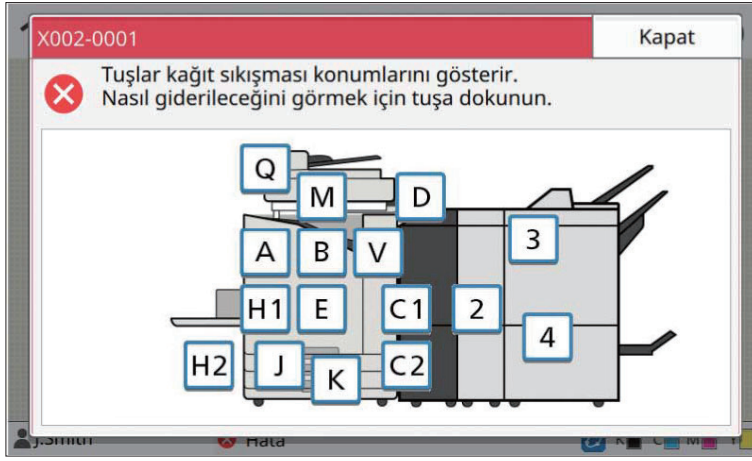 X002-0001
Kapat
Tuşlar kağıt sıkışması konumlarını gösterir.
Nasıl giderileceğini görmek için tuşa dokunun.
Q
M
D
A
B
V
3
H1
E
C1
2
4
H2
J
K
C2
J.Smith
Hata
K
C
M
Y